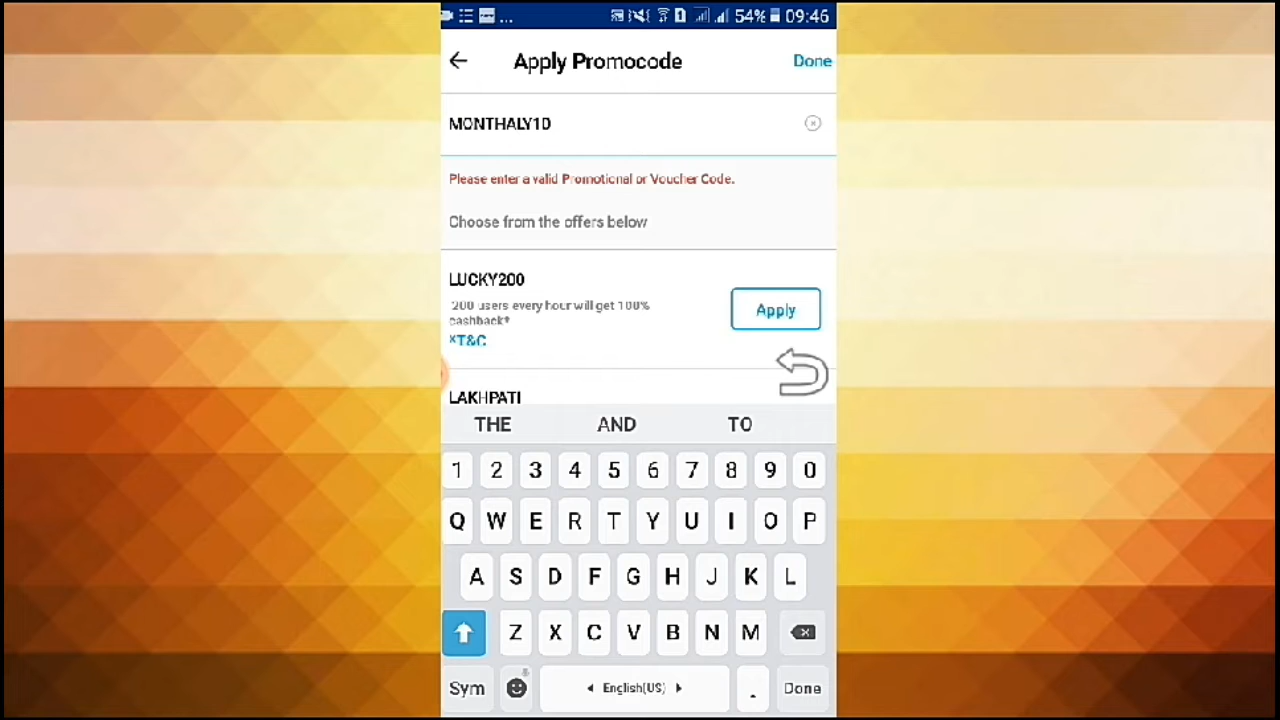 ... 54% 09:46
Apply Promocode
Done
MONTHALY10
Please enter a valid Promotional or Voucher Code.
Choose from the offers below
LUCKY200
200 users every hour will get 100%
cashback*
*T&C
Apply
LAKHPATI
THE AND TO
1 2 3 4 5 6 7 8 9 0
Q W E R T Y U I O P
A S D F G H J K L
Z X C V B N M
Sym English(US) . Done